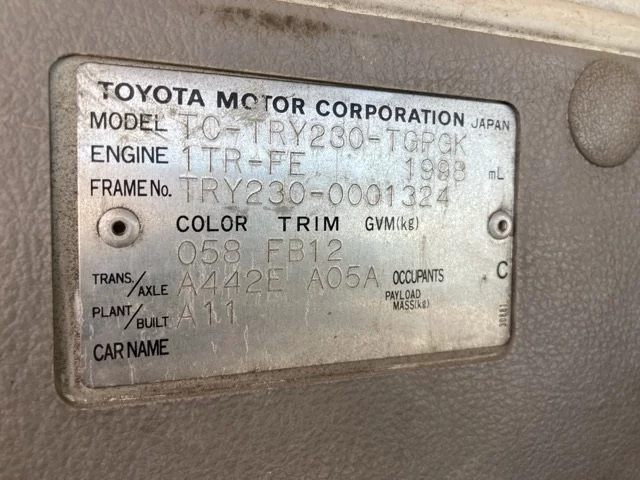 TOYOTA MOTOR CORPORATION JAPAN
MODEL TC-TRY230-TGPGK
ENGINE 1TR-FE 1998 mL
FRAME No. TRY230-0001324
COLOR TRIM GVM(kg)
058 FB12
C
TRANS./AXLE A442E A05A OCCUPANTS
PAYLOAD MASS(kg)
PLANT/BUILT A11
CAR NAME